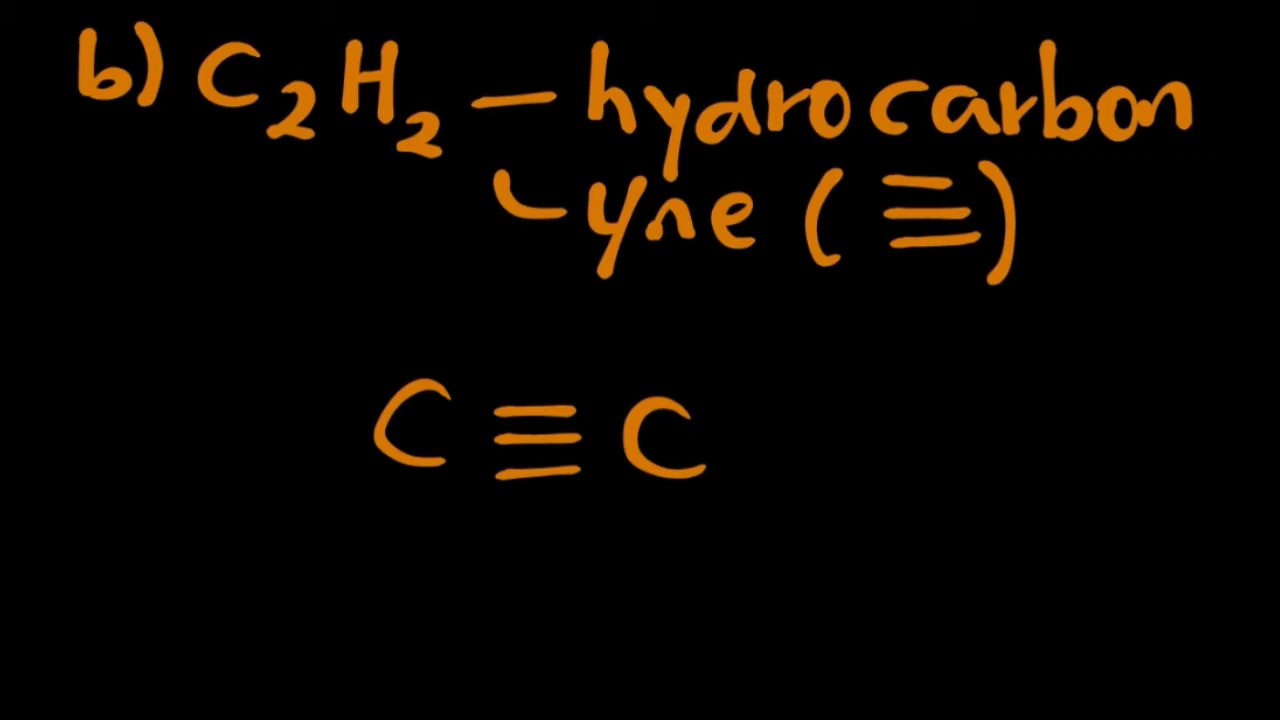 b) C₂H₂ — hydrocarbon
yne (≡)
C ≡ C